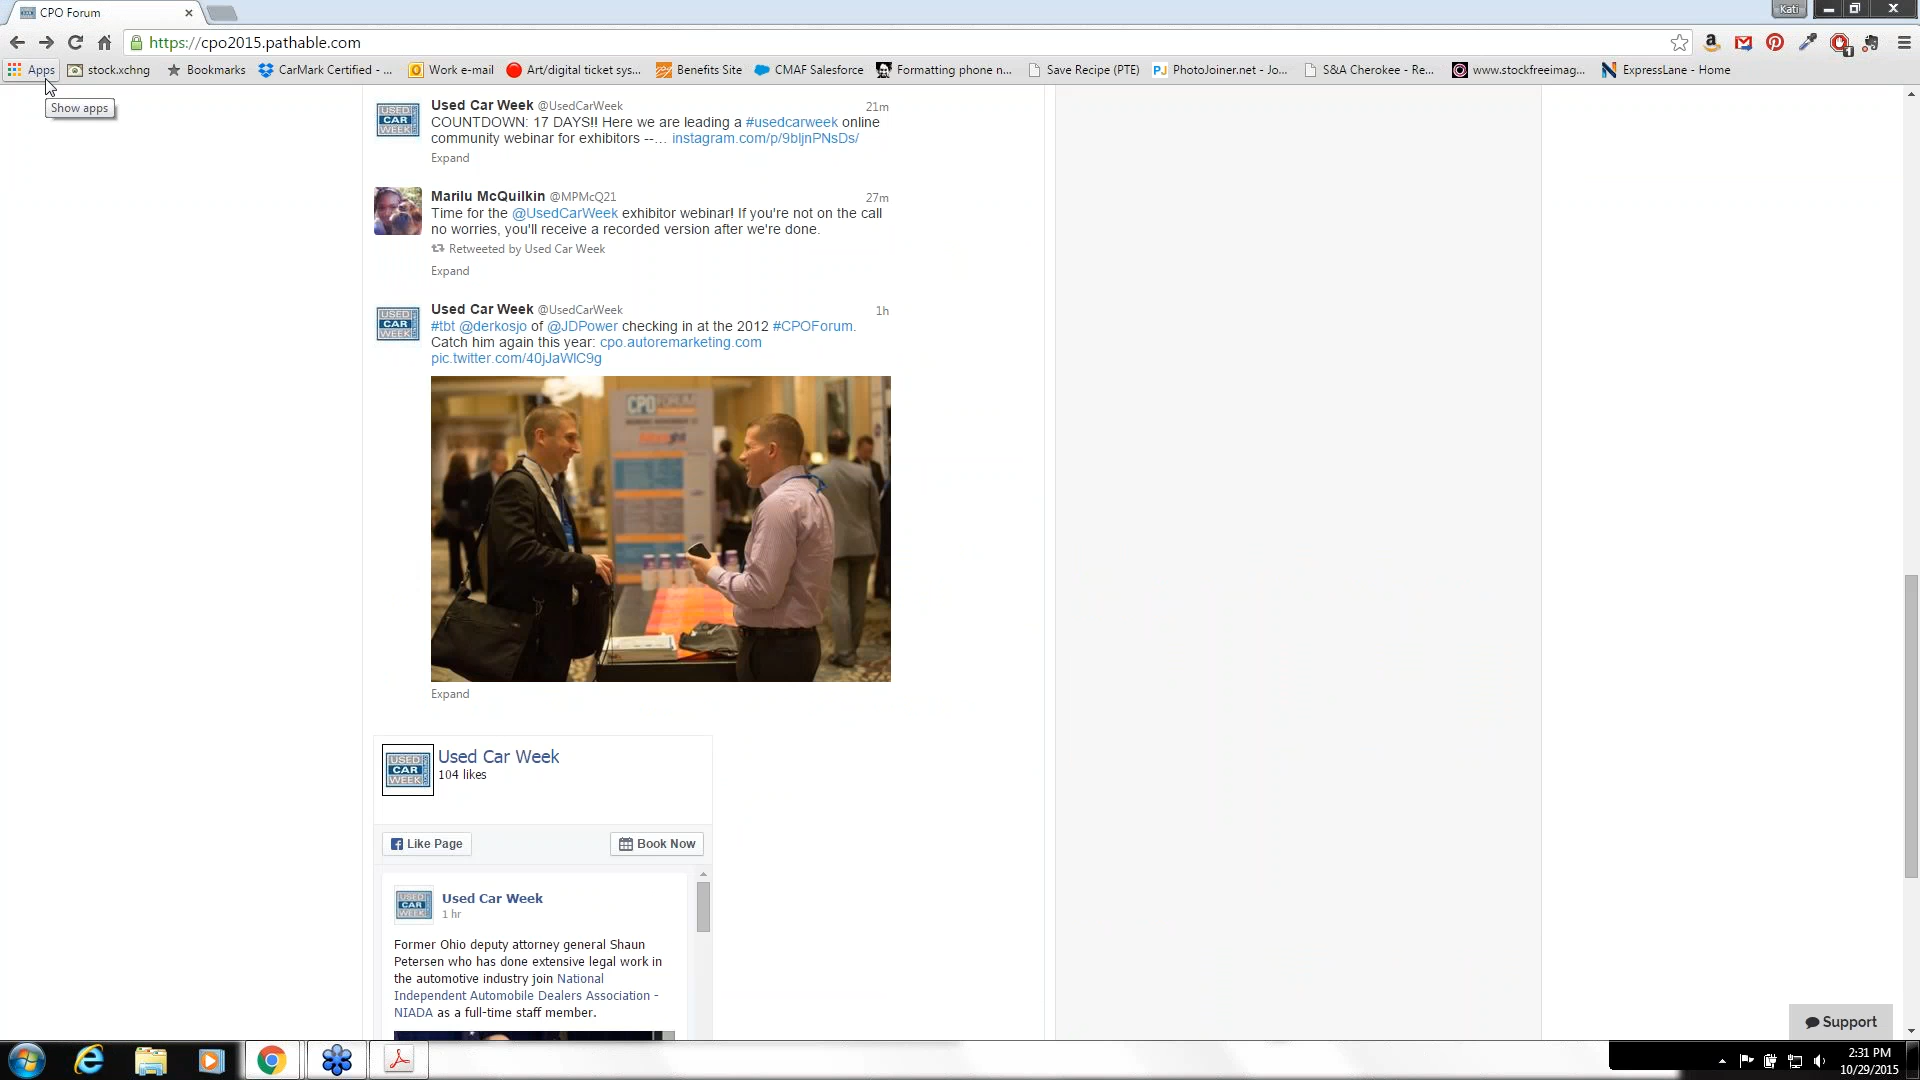 CPO Forum
Kati
https://cpo2015.pathable.com
Apps
stock.xchng
Bookmarks
CarMark Certified - ...
Work e-mail
Art/digital ticket sys...
Benefits Site
CMAF Salesforce
Formatting phone n...
Save Recipe (PTE)
PhotoJoiner.net - Jo...
S&A Cherokee - Re...
www.stockfreeimag...
ExpressLane - Home
Show apps
Used Car Week @UsedCarWeek 21m
COUNTDOWN: 17 DAYS!! Here we are leading a #usedcarweek online
community webinar for exhibitors --... instagram.com/p/9bljnPNsDs/
Expand
Marilu McQuilkin @MPMcQ21 27m
Time for the @UsedCarWeek exhibitor webinar! If you're not on the call
no worries, you'll receive a recorded version after we're done.
Retweeted by Used Car Week
Expand
Used Car Week @UsedCarWeek 1h
#tbt @derkosjo of @JDPower checking in at the 2012 #CPOForum.
Catch him again this year: cpo.autoremarketing.com
pic.twitter.com/40jJaWlC9g
CPO FORUM
Expand
USED
CAR
WEEK
Used Car Week
104 likes
Like Page
Book Now
Used Car Week
1 hr
Former Ohio deputy attorney general Shaun
Petersen who has done extensive legal work in
the automotive industry join National
Independent Automobile Dealers Association -
NIADA as a full-time staff member.
Support
2:31 PM
10/29/2015